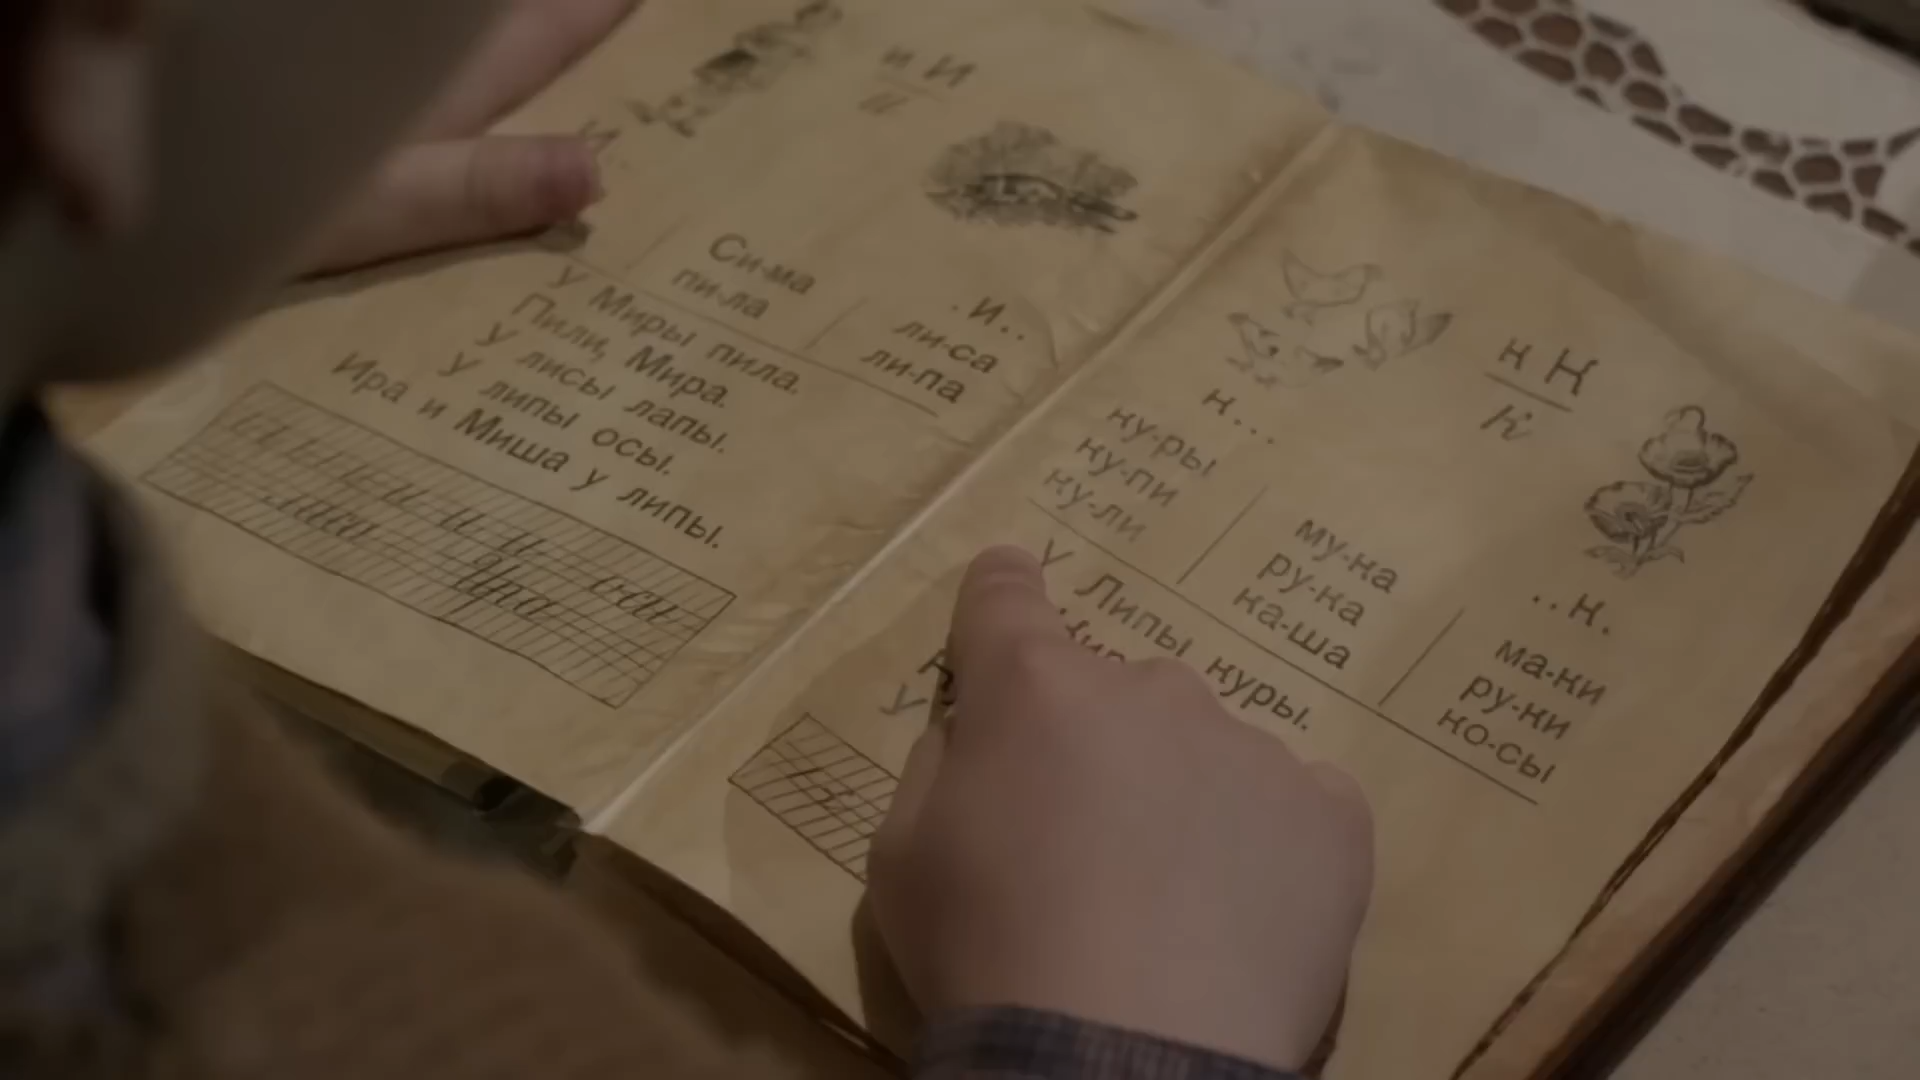 и И
и
И..
Си-ма
пи-ла
.и..
ли-са
ли-па
У Миры пила.
Пили, Мира.
У лисы лапы.
У липы осы.
Ира и Миша у липы.
и и и и и и оси
Ира
к К
к
к...
ку-ры
ку-пи
ку-ли
му-ка
ру-ка
ка-ша
..к.
ма-ки
ру-ки
ко-сы
У Липы куры.
У